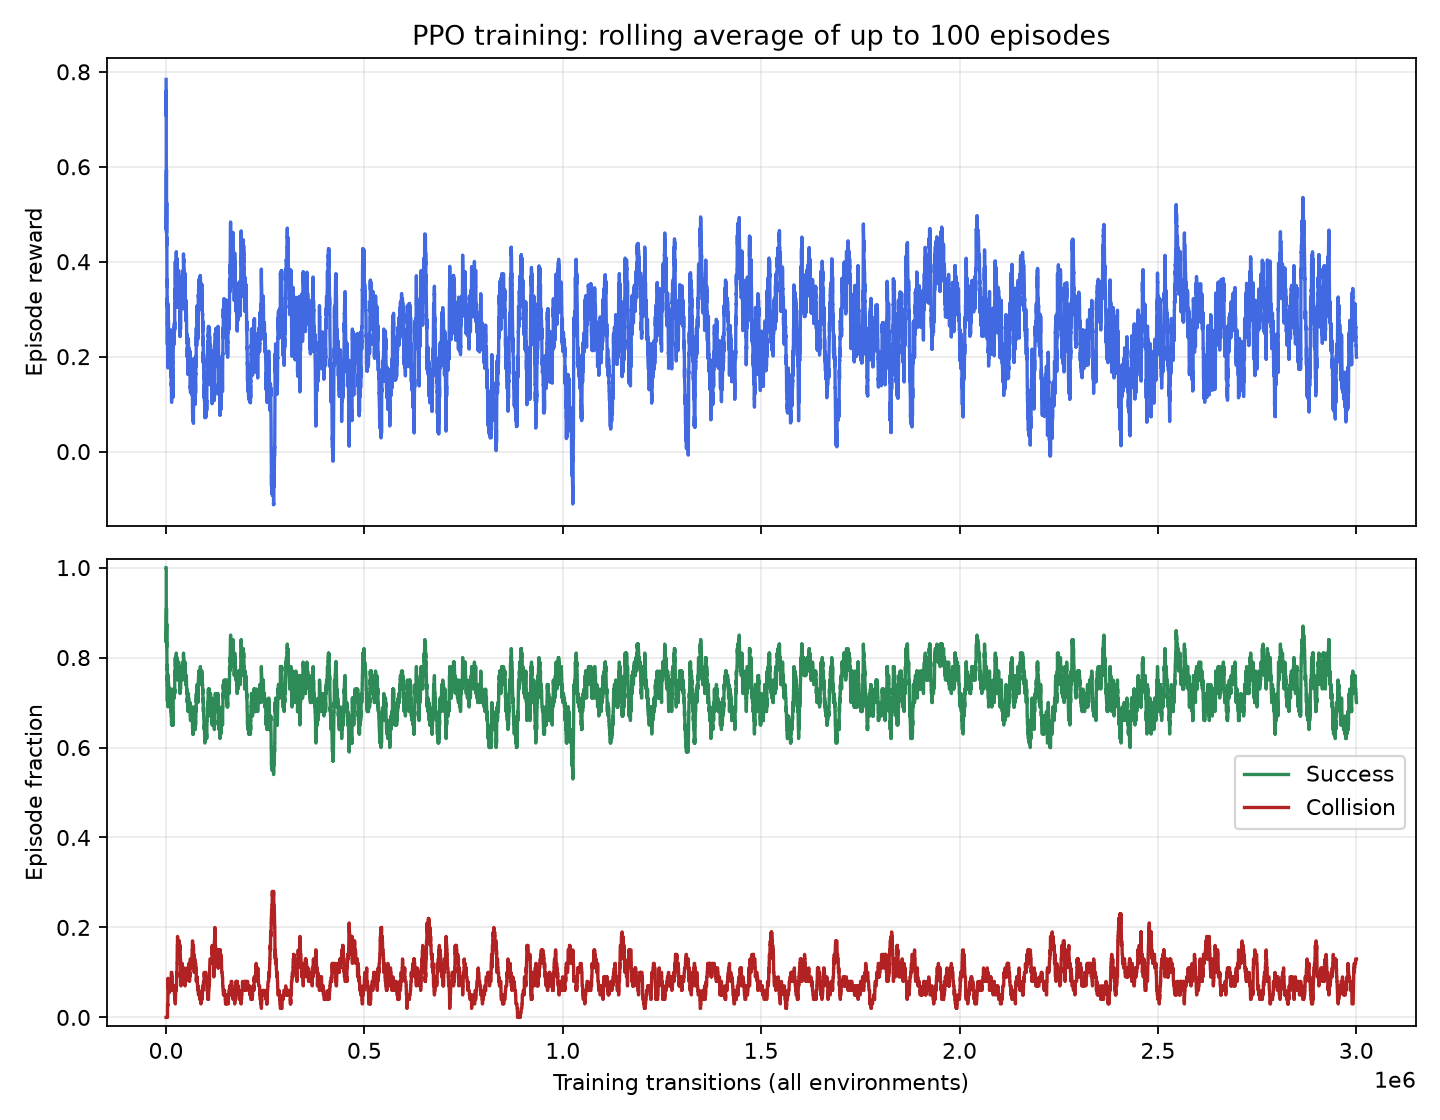 PPO training: rolling average of up to 100 episodes
0.8
0.6
0.4
0.2
0.0
Episode reward
1.0
0.8
0.6
0.4
0.2
0.0
Episode fraction
Success
Collision
0.0 0.5 1.0 1.5 2.0 2.5 3.0
Training transitions (all environments)
1e6